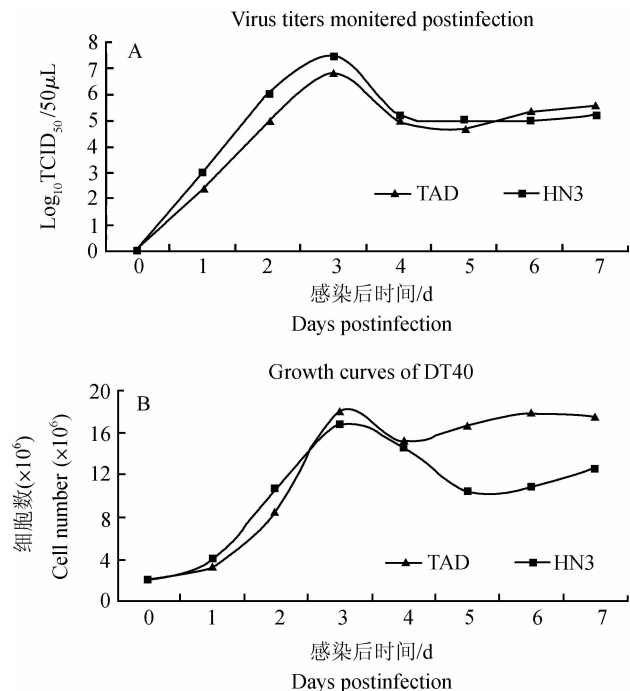 Virus titers monitered postinfection
A
Log₁₀TCID₅₀/50μL
8
7
6
5
4
3
2
1
0
TAD
HN3
0 1 2 3 4 5 6 7
感染后时间/d
Days postinfection
Growth curves of DT40
B
细胞数(×10⁶)
Cell number (×10⁶)
20
16
12
8
4
0
TAD
HN3
0 1 2 3 4 5 6 7
感染后时间/d
Days postinfection